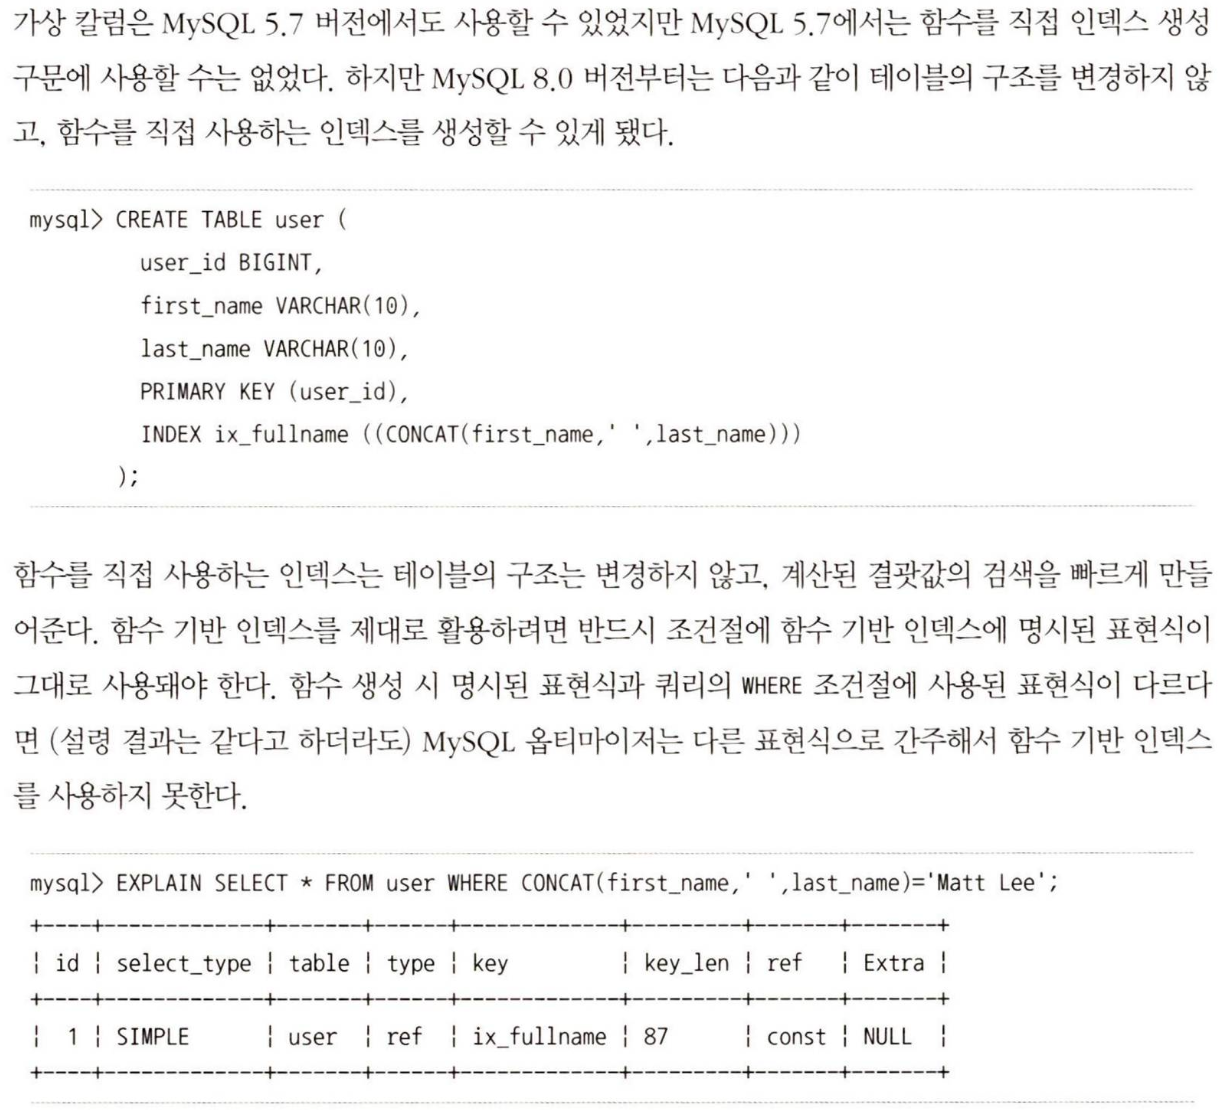 가상 칼럼은 MySQL 5.7 버전에서도 사용할 수 있었지만 MySQL 5.7에서는 함수를 직접 인덱스 생성
구문에 사용할 수는 없었다. 하지만 MySQL 8.0 버전부터는 다음과 같이 테이블의 구조를 변경하지 않
고, 함수를 직접 사용하는 인덱스를 생성할 수 있게 됐다.
mysql> CREATE TABLE user (
user_id BIGINT,
first_name VARCHAR(10),
last_name VARCHAR(10),
PRIMARY KEY (user_id),
INDEX ix_fullname ((CONCAT(first_name,' ',last_name)))
);
함수를 직접 사용하는 인덱스는 테이블의 구조는 변경하지 않고, 계산된 결괏값의 검색을 빠르게 만들
어준다. 함수 기반 인덱스를 제대로 활용하려면 반드시 조건절에 함수 기반 인덱스에 명시된 표현식이
그대로 사용돼야 한다. 함수 생성 시 명시된 표현식과 쿼리의 WHERE 조건절에 사용된 표현식이 다르다
면 (설령 결과는 같다고 하더라도) MySQL 옵티마이저는 다른 표현식으로 간주해서 함수 기반 인덱스
를 사용하지 못한다.
mysql> EXPLAIN SELECT * FROM user WHERE CONCAT(first_name,' ',last_name)='Matt Lee';
+----+-------------+-------+------+-------------+---------+-------+-------+
¦ id ¦ select_type ¦ table ¦ type ¦ key         ¦ key_len ¦ ref   ¦ Extra ¦
+----+-------------+-------+------+-------------+---------+-------+-------+
¦  1 ¦ SIMPLE      ¦ user  ¦ ref  ¦ ix_fullname ¦ 87      ¦ const ¦ NULL  ¦
+----+-------------+-------+------+-------------+---------+-------+-------+